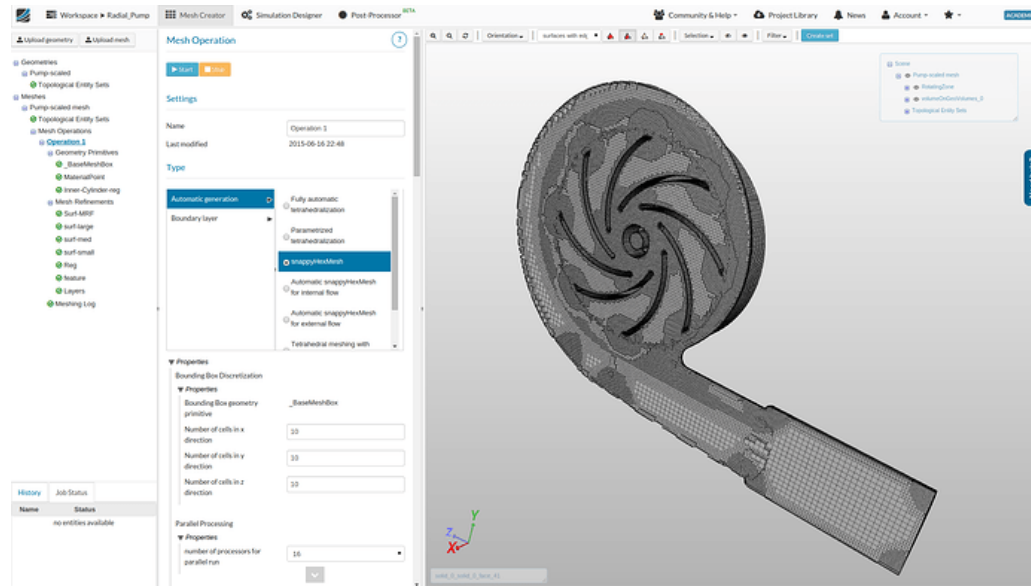 Workspace ▸ Radial_Pump
Mesh Creator
Simulation Designer
Post-Processor BETA
Community & Help
Project Library
News
Account
Upload geometry
Upload mesh
Geometries
Pump-scaled
Topological Entity Sets
Meshes
Pump-scaled mesh
Topological Entity Sets
Mesh Operations
Operation 1
Geometry Primitives
_BaseMeshBox
MaterialPoint
Inner-Cylinder-reg
Mesh Refinements
Surf-MRF
surf-large
surf-med
surf-small
Reg
feature
Layers
Meshing Log
History
Job Status
Name Status
no entities available
Mesh Operation
?
Start
Stop
Settings
Name
Operation 1
Last modified
2015-06-16 22:48
Type
Automatic generation
Boundary layer
Fully automatic
tetrahedralization
Parametrized
tetrahedralization
snappyHexMesh
Automatic snappyHexMesh
for internal flow
Automatic snappyHexMesh
for external flow
Tetrahedral meshing with
Properties
Bounding Box Discretization
Properties
Bounding Box geometry
primitive
_BaseMeshBox
Number of cells in x
direction
10
Number of cells in y
direction
10
Number of cells in z
direction
10
Parallel Processing
Properties
number of processors for
parallel run
16
Orientation
surfaces with edg
Selection
Filter
Create set
Scene
Pump-scaled mesh
RotatingZone
volumeOnGeoVolumes_0
Topological Entity Sets
Y
Z
X